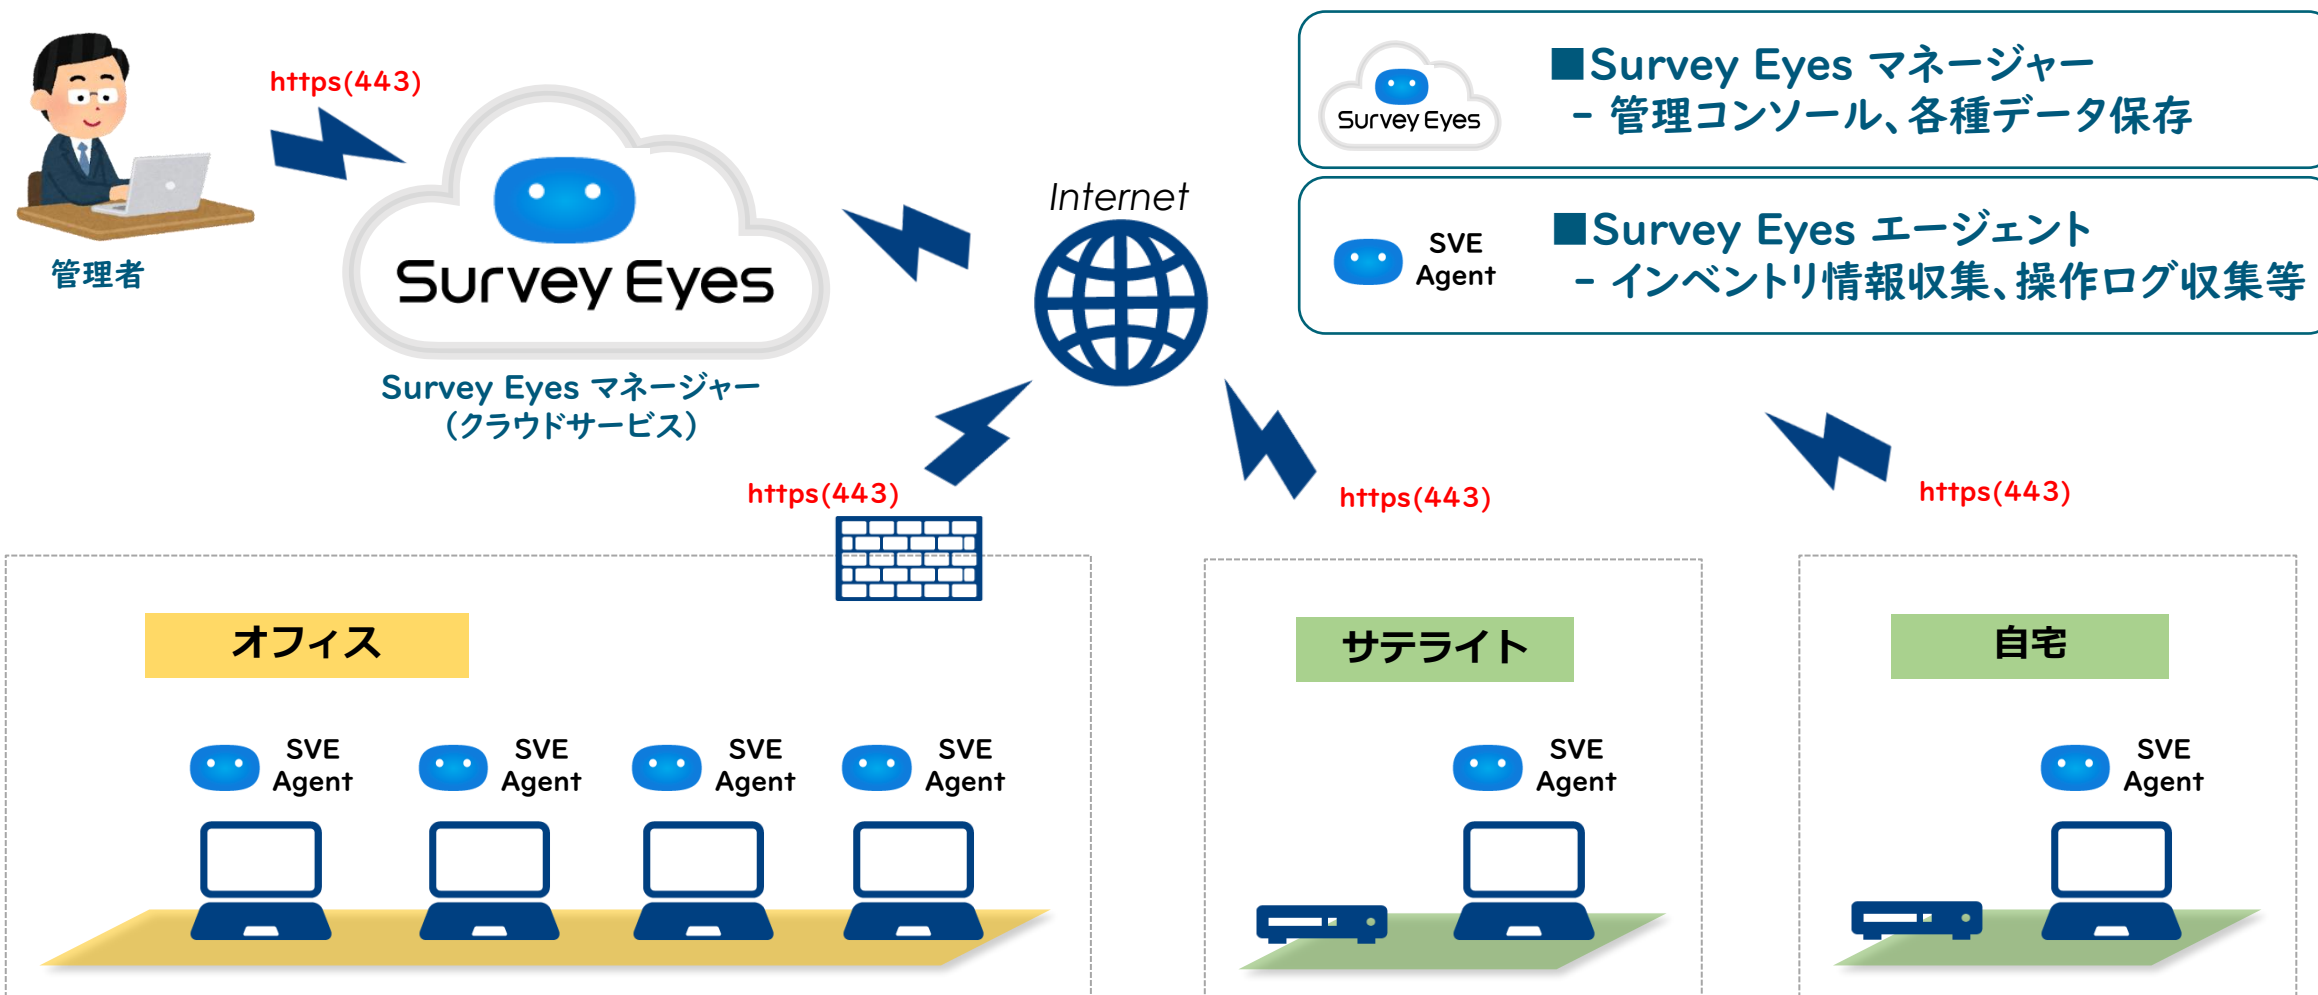 https(443)
管理者
Survey Eyes
Survey Eyes マネージャー
(クラウドサービス)
Internet
Survey Eyes
■Survey Eyes マネージャー
- 管理コンソール、各種データ保存
SVE
Agent
■Survey Eyes エージェント
- インベントリ情報収集、操作ログ収集等
https(443)
https(443)
https(443)
オフィス
SVE
Agent
SVE
Agent
SVE
Agent
SVE
Agent
サテライト
SVE
Agent
自宅
SVE
Agent